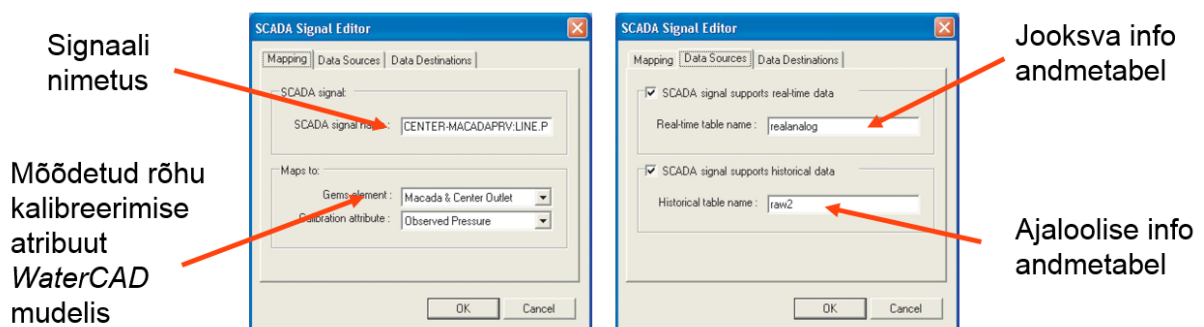 Signaali
nimetus
Mõõdetud rõhu
kalibreerimise
atribuut
WaterCAD
mudelis
SCADA Signal Editor
Mapping
Data Sources
Data Destinations
SCADA signal:
CENTER-MACADAPRV:LINE.P
SCADA signal
Maps to:
Gems element :
Macada & Center Outlet
Calibration attribute :
Observed Pressure
OK
Cancel
SCADA Signal Editor
Mapping
Data Sources
Data Destinations
SCADA signal supports real-time data
Real-time table name :
realanalog
SCADA signal supports historical data
Historical table name :
raw2
OK
Cancel
Jooksva info
andmetabel
Ajaloolise info
andmetabel